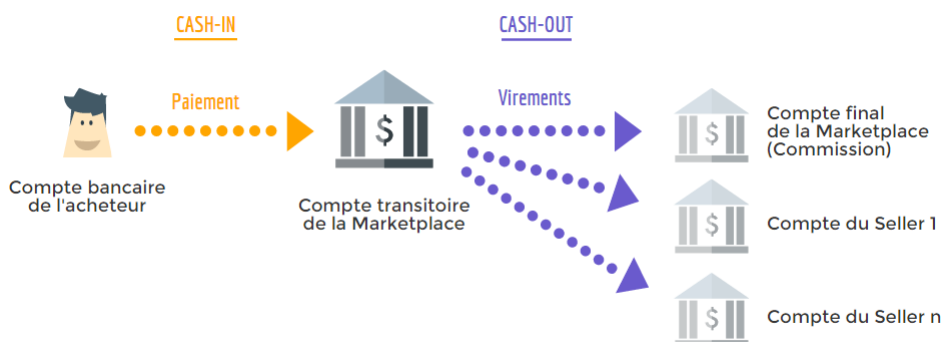 CASH-IN
CASH-OUT
Paiement
Virements
$
Compte bancaire
de l'acheteur
Compte transitoire
de la Marketplace
$
Compte final
de la Marketplace
(Commission)
$
Compte du Seller 1
$
Compte du Seller n